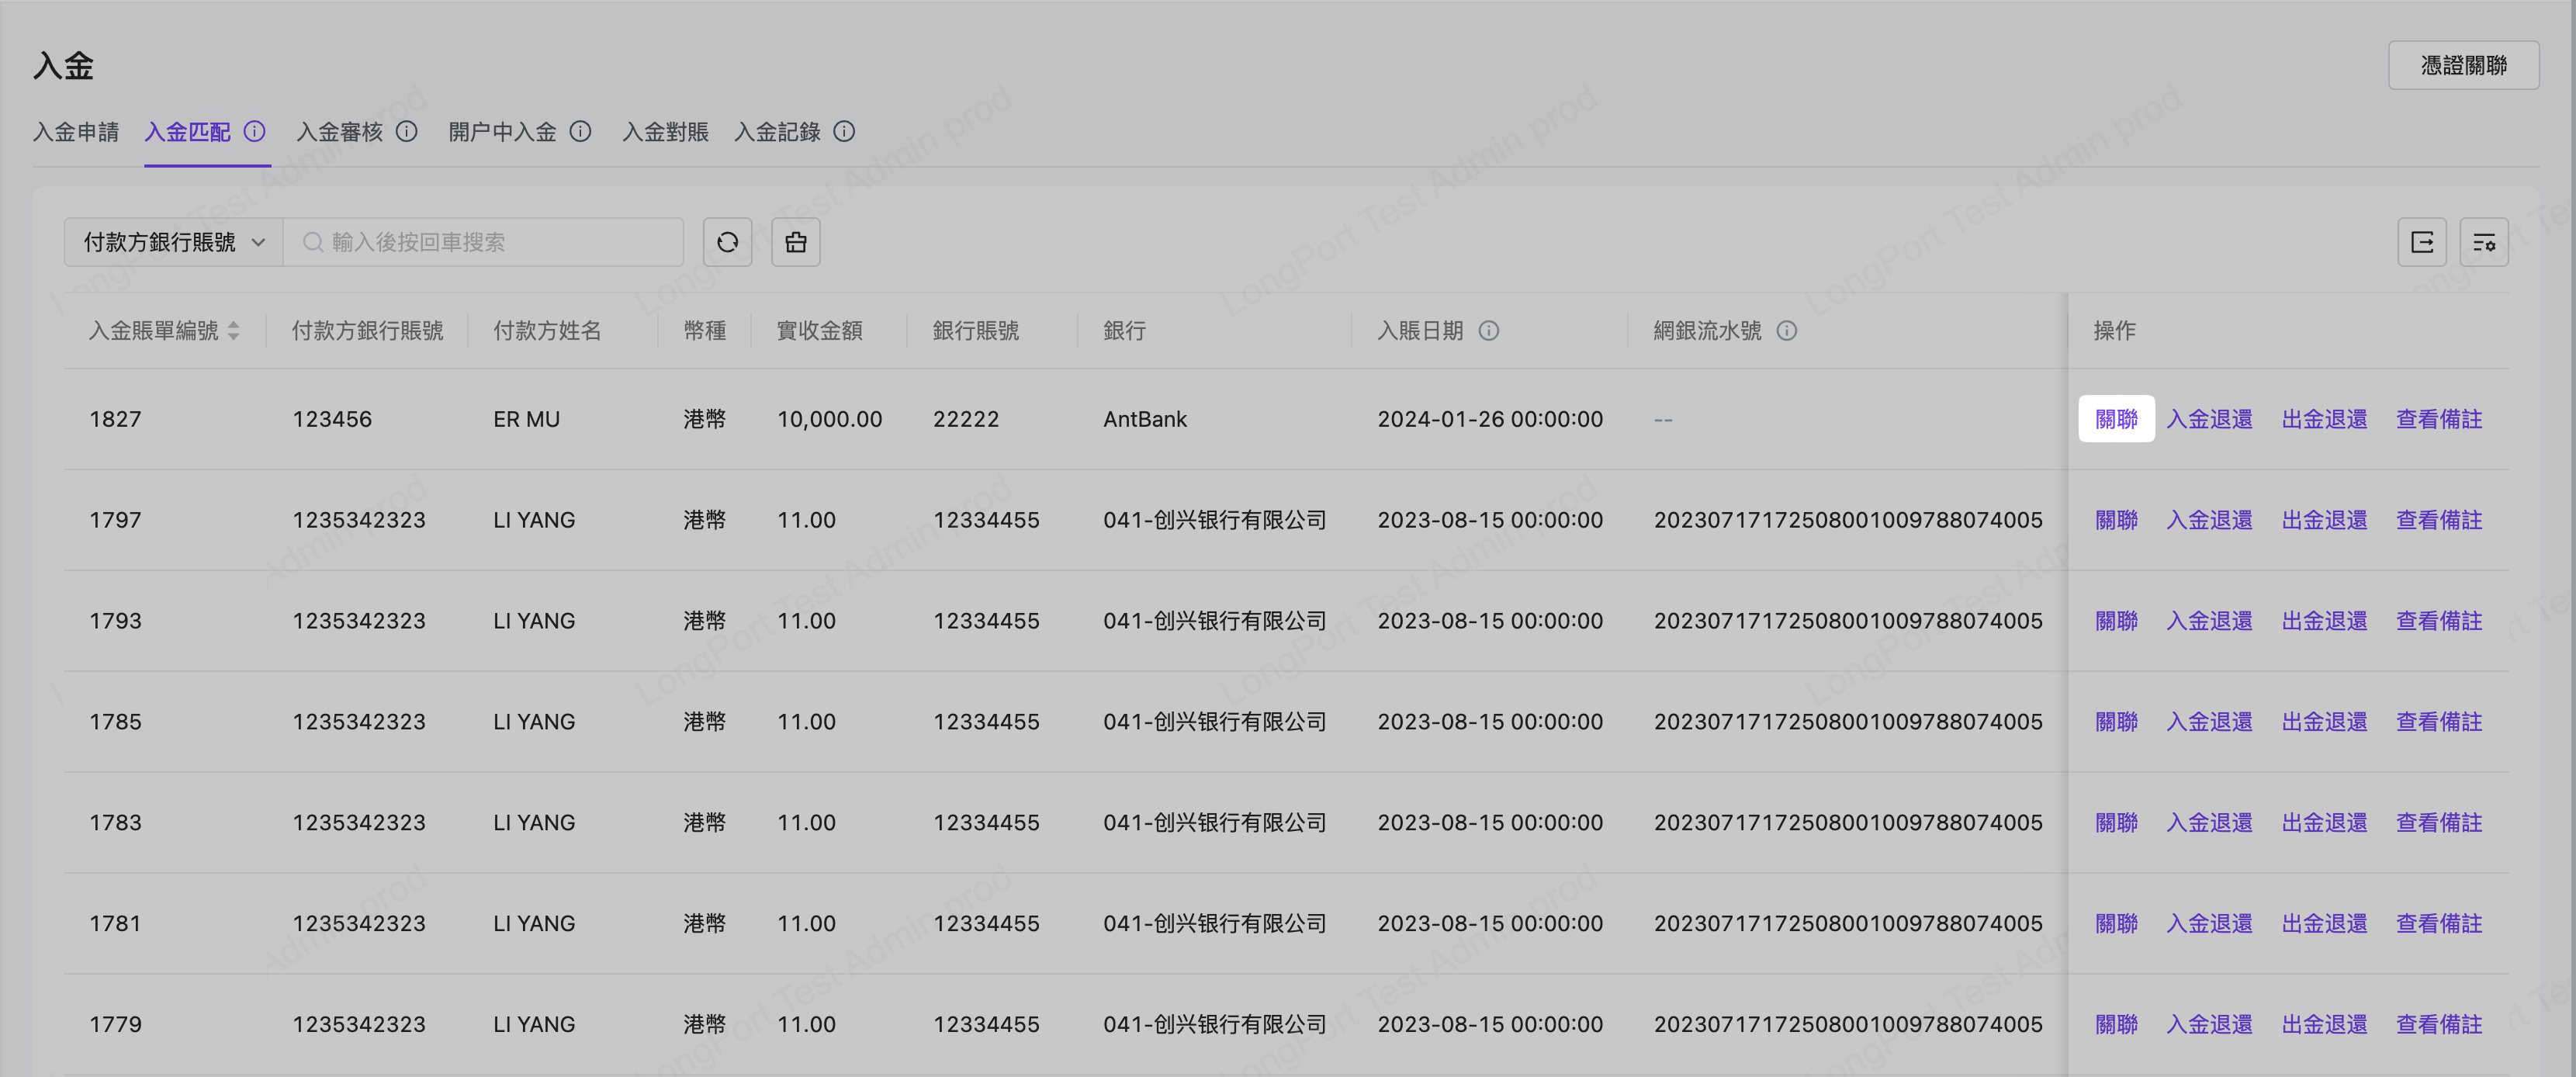 入金
憑證關聯
入金申請 入金匹配 入金審核 開户中入金 入金對賬 入金記錄
付款方銀行賬號 輸入後按回車搜索
入金賬單編號 付款方銀行賬號 付款方姓名 幣種 實收金額 銀行賬號 銀行 入賬日期 網銀流水號 操作
1827 123456 ER MU 港幣 10,000.00 22222 AntBank 2024-01-26 00:00:00 -- 關聯 入金退還 出金退還 查看備註
1797 1235342323 LI YANG 港幣 11.00 12334455 041-创兴银行有限公司 2023-08-15 00:00:00 20230717172508001009788074005 關聯 入金退還 出金退還 查看備註
1793 1235342323 LI YANG 港幣 11.00 12334455 041-创兴银行有限公司 2023-08-15 00:00:00 20230717172508001009788074005 關聯 入金退還 出金退還 查看備註
1785 1235342323 LI YANG 港幣 11.00 12334455 041-创兴银行有限公司 2023-08-15 00:00:00 20230717172508001009788074005 關聯 入金退還 出金退還 查看備註
1783 1235342323 LI YANG 港幣 11.00 12334455 041-创兴银行有限公司 2023-08-15 00:00:00 20230717172508001009788074005 關聯 入金退還 出金退還 查看備註
1781 1235342323 LI YANG 港幣 11.00 12334455 041-创兴银行有限公司 2023-08-15 00:00:00 20230717172508001009788074005 關聯 入金退還 出金退還 查看備註
1779 1235342323 LI YANG 港幣 11.00 12334455 041-创兴银行有限公司 2023-08-15 00:00:00 20230717172508001009788074005 關聯 入金退還 出金退還 查看備註
LongPort Test Admin prod